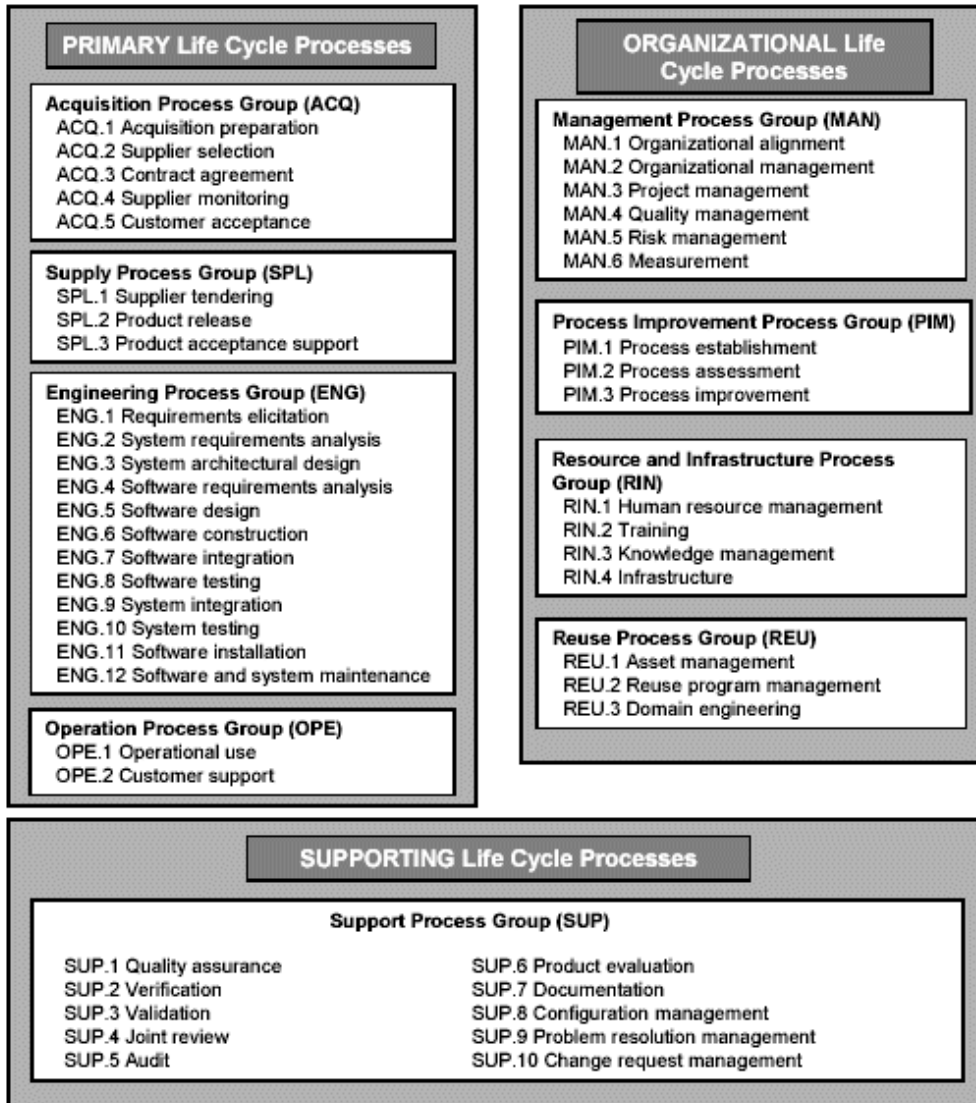 PRIMARY Life Cycle Processes
Acquisition Process Group (ACQ)
ACQ.1 Acquisition preparation
ACQ.2 Supplier selection
ACQ.3 Contract agreement
ACQ.4 Supplier monitoring
ACQ.5 Customer acceptance
Supply Process Group (SPL)
SPL.1 Supplier tendering
SPL.2 Product release
SPL.3 Product acceptance support
Engineering Process Group (ENG)
ENG.1 Requirements elicitation
ENG.2 System requirements analysis
ENG.3 System architectural design
ENG.4 Software requirements analysis
ENG.5 Software design
ENG.6 Software construction
ENG.7 Software integration
ENG.8 Software testing
ENG.9 System integration
ENG.10 System testing
ENG.11 Software installation
ENG.12 Software and system maintenance
Operation Process Group (OPE)
OPE.1 Operational use
OPE.2 Customer support
ORGANIZATIONAL Life
Cycle Processes
Management Process Group (MAN)
MAN.1 Organizational alignment
MAN.2 Organizational management
MAN.3 Project management
MAN.4 Quality management
MAN.5 Risk management
MAN.6 Measurement
Process Improvement Process Group (PIM)
PIM.1 Process establishment
PIM.2 Process assessment
PIM.3 Process improvement
Resource and Infrastructure Process
Group (RIN)
RIN.1 Human resource management
RIN.2 Training
RIN.3 Knowledge management
RIN.4 Infrastructure
Reuse Process Group (REU)
REU.1 Asset management
REU.2 Reuse program management
REU.3 Domain engineering
SUPPORTING Life Cycle Processes
Support Process Group (SUP)
SUP.1 Quality assurance
SUP.2 Verification
SUP.3 Validation
SUP.4 Joint review
SUP.5 Audit
SUP.6 Product evaluation
SUP.7 Documentation
SUP.8 Configuration management
SUP.9 Problem resolution management
SUP.10 Change request management